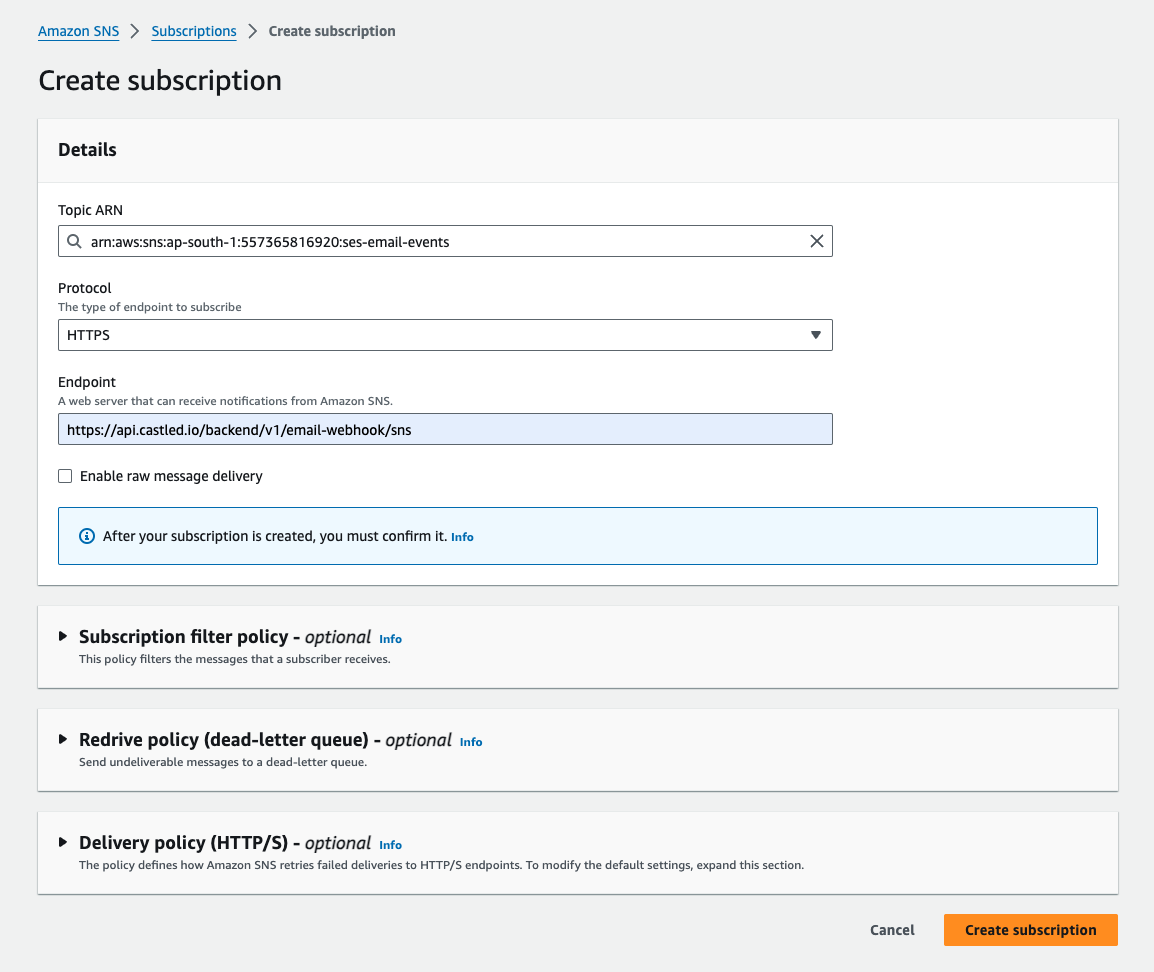 Amazon SNS > Subscriptions > Create subscription
Create subscription
Details
Topic ARN
arn:aws:sns:ap-south-1:557365816920:ses-email-events
Protocol
The type of endpoint to subscribe
HTTPS
Endpoint
A web server that can receive notifications from Amazon SNS.
https://api.castled.io/backend/v1/email-webhook/sns
Enable raw message delivery
After your subscription is created, you must confirm it. Info
Subscription filter policy - optional Info
This policy filters the messages that a subscriber receives.
Redrive policy (dead-letter queue) - optional Info
Send undeliverable messages to a dead-letter queue.
Delivery policy (HTTP/S) - optional Info
The policy defines how Amazon SNS retries failed deliveries to HTTP/S endpoints. To modify the default settings, expand this section.
Cancel Create subscription